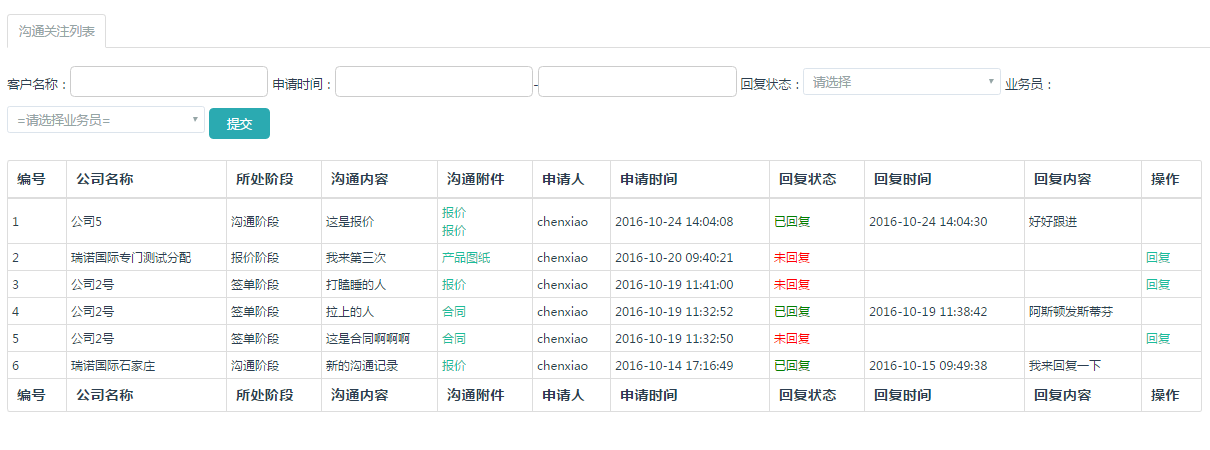 沟通关注列表
客户名称： 申请时间： - 回复状态： 请选择 业务员：
=请选择业务员= 提交
编号 公司名称 所处阶段 沟通内容 沟通附件 申请人 申请时间 回复状态 回复时间 回复内容 操作
1 公司5 沟通阶段 这是报价 报价 报价 chenxiao 2016-10-24 14:04:08 已回复 2016-10-24 14:04:30 好好跟进
2 瑞诺国际专门测试分配 报价阶段 我来第三次 产品图纸 chenxiao 2016-10-20 09:40:21 未回复 回复
3 公司2号 签单阶段 打瞌睡的人 报价 chenxiao 2016-10-19 11:41:00 未回复 回复
4 公司2号 签单阶段 拉上的人 合同 chenxiao 2016-10-19 11:32:52 已回复 2016-10-19 11:38:42 阿斯顿发斯蒂芬
5 公司2号 签单阶段 这是合同啊啊啊 合同 chenxiao 2016-10-19 11:32:50 未回复 回复
6 瑞诺国际石家庄 沟通阶段 新的沟通记录 报价 chenxiao 2016-10-14 17:16:49 已回复 2016-10-15 09:49:38 我来回复一下
编号 公司名称 所处阶段 沟通内容 沟通附件 申请人 申请时间 回复状态 回复时间 回复内容 操作